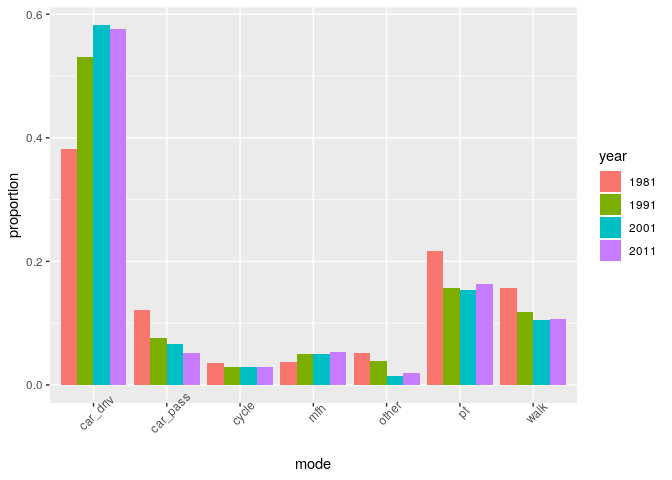 0.6
0.4
0.2
0.0
proportion
car_driv
car_pass
cycle
mfh
other
pt
walk
mode
year
1981
1991
2001
2011